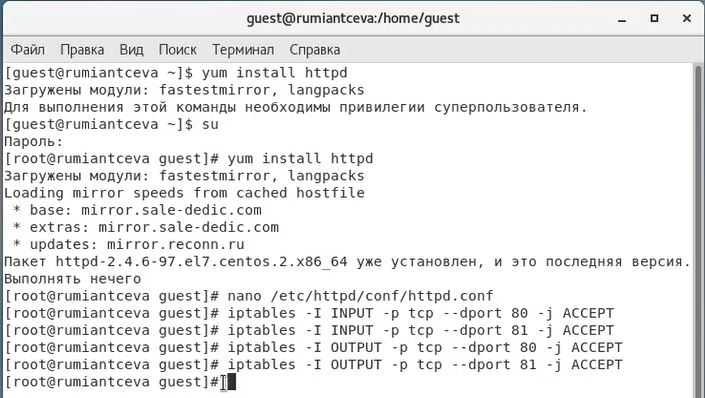 guest@rumiantceva:/home/guest
Файл Правка Вид Поиск Терминал Справка
[guest@rumiantceva ~]$ yum install httpd
Загружены модули: fastestmirror, langpacks
Для выполнения этой команды необходимы привилегии суперпользователя.
[guest@rumiantceva ~]$ su
Пароль:
[root@rumiantceva guest]# yum install httpd
Загружены модули: fastestmirror, langpacks
Loading mirror speeds from cached hostfile
 * base: mirror.sale-dedic.com
 * extras: mirror.sale-dedic.com
 * updates: mirror.reconn.ru
Пакет httpd-2.4.6-97.el7.centos.2.x86_64 уже установлен, и это последняя версия.
Выполнять нечего
[root@rumiantceva guest]# nano /etc/httpd/conf/httpd.conf
[root@rumiantceva guest]# iptables -I INPUT -p tcp --dport 80 -j ACCEPT
[root@rumiantceva guest]# iptables -I INPUT -p tcp --dport 81 -j ACCEPT
[root@rumiantceva guest]# iptables -I OUTPUT -p tcp --dport 80 -j ACCEPT
[root@rumiantceva guest]# iptables -I OUTPUT -p tcp --dport 81 -j ACCEPT
[root@rumiantceva guest]#